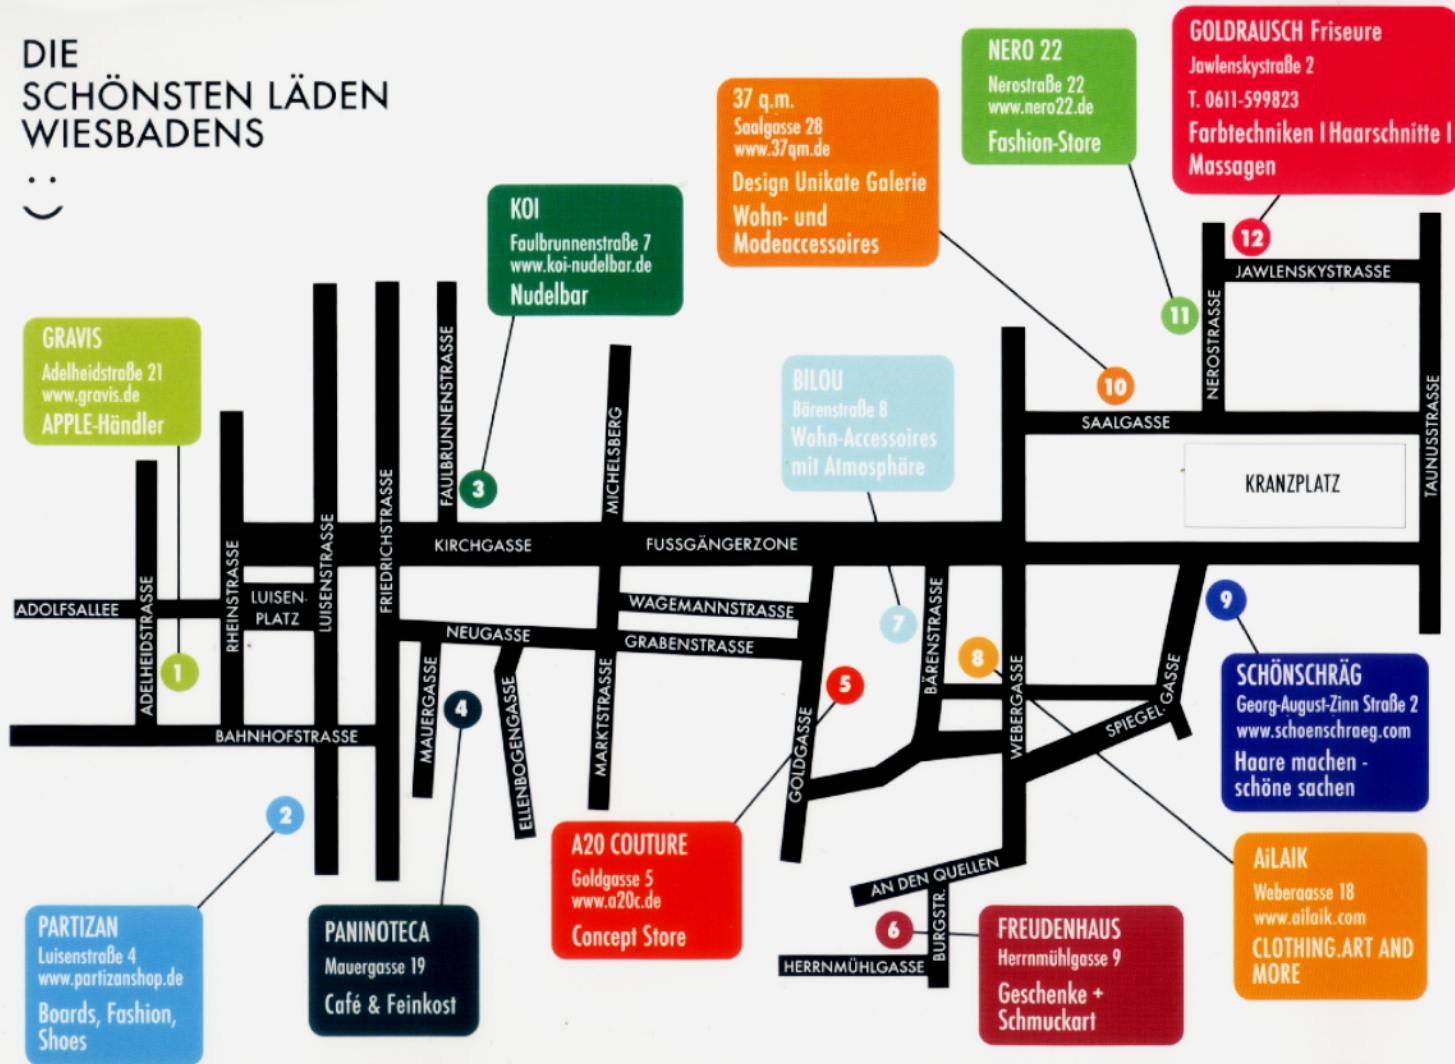 DIE
SCHÖNSTEN LÄDEN
WIESBADENS
GRAVIS
Adelheidstraße 21
www.gravis.de
APPLE-Händler
KOI
Faulbrunnenstraße 7
www.koi-nudelbar.de
Nudelbar
37 q.m.
Saalgasse 28
www.37qm.de
Design Unikate Galerie
Wohn- und
Modeaccessoires
NERO 22
Nerostraße 22
www.nero22.de
Fashion-Store
GOLDRAUSCH Friseure
Jawlenskystraße 2
T. 0611-599823
Farbtechniken I Haarschnitte I
Massagen
BILOU
Bärenstraße 8
Wohn-Accessoires
mit Atmosphäre
12
JAWLENSKYSTRASSE
11
NEROSTRASSE
10
SAALGASSE
TAUNUSSTRASSE
KRANZPLATZ
3
FAULBRUNNENSTRASSE
MICHELSBERG
KIRCHGASSE
FUSSGÄNGERZONE
ADOLFSALLEE
ADELHEIDSTRASSE
RHEINSTRASSE
LUISEN-
PLATZ
LUISENSTRASSE
FRIEDRICHSTRASSE
WAGEMANNSTRASSE
NEUGASSE
GRABENSTRASSE
1
4
5
7
8
9
BAHNHOFSTRASSE
MAUERGASSE
ELLENBOGENGASSE
MARKTSTRASSE
GOLDGASSE
BÄRENSTRASSE
WEBERGASSE
SPIEGEL-GASSE
2
AN DEN QUELLEN
BURGSTR.
6
HERRNMÜHLGASSE
SCHÖNSCHRÄG
Georg-August-Zinn Straße 2
www.schoenschraeg.com
Haare machen -
schöne sachen
PARTIZAN
Luisenstraße 4
www.partizanshop.de
Boards, Fashion,
Shoes
PANINOTECA
Mauergasse 19
Café & Feinkost
A20 COUTURE
Goldgasse 5
www.a20c.de
Concept Store
FREUDENHAUS
Herrnmühlgasse 9
Geschenke +
Schmuckart
AiLAIK
Webergasse 18
www.ailaik.com
CLOTHING.ART AND
MORE